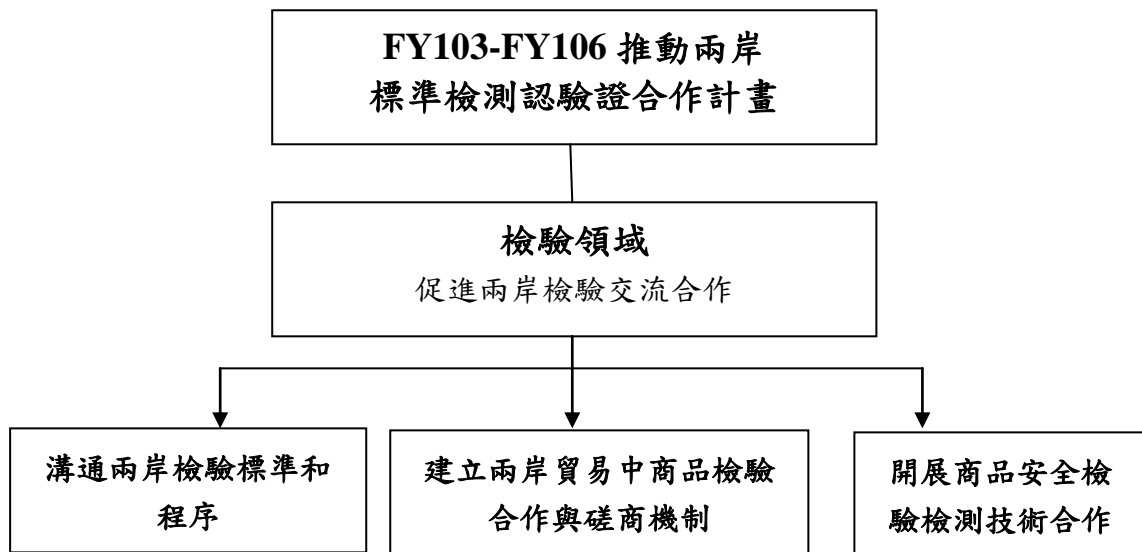 FY103-FY106 推動兩岸
標準檢測認驗證合作計畫
檢驗領域
促進兩岸檢驗交流合作
溝通兩岸檢驗標準和
程序
建立兩岸貿易中商品檢驗
合作與磋商機制
開展商品安全檢
驗檢測技術合作